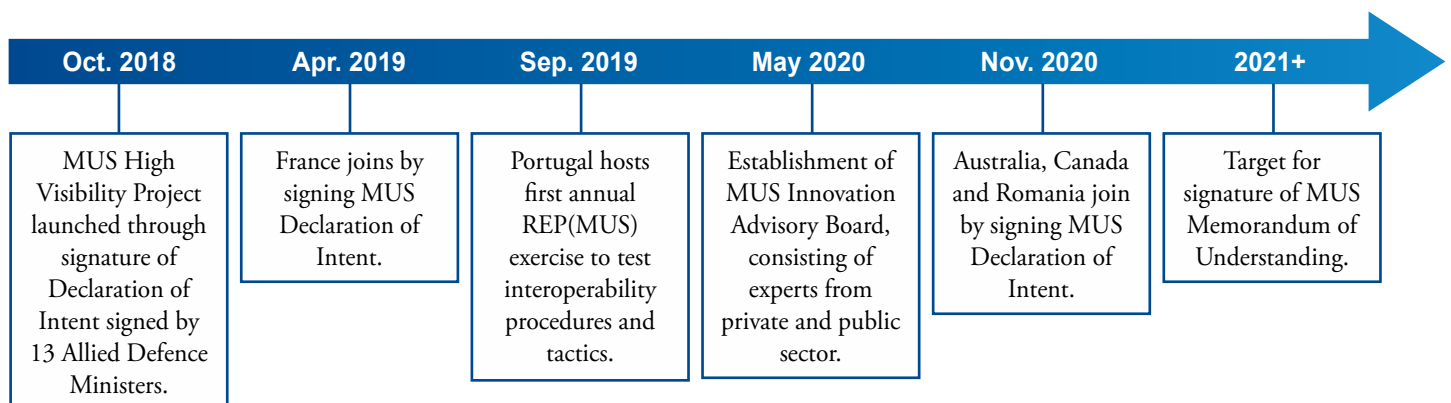 Oct. 2018
Apr. 2019
Sep. 2019
May 2020
Nov. 2020
2021+
MUS High
Visibility Project
launched through
signature of
Declaration of
Intent signed by
13 Allied Defence
Ministers.
France joins by
signing MUS
Declaration of
Intent.
Portugal hosts
first annual
REP(MUS)
exercise to test
interoperability
procedures and
tactics.
Establishment of
MUS Innovation
Advisory Board,
consisting of
experts from
private and public
sector.
Australia, Canada
and Romania join
by signing MUS
Declaration of
Intent.
Target for
signature of MUS
Memorandum of
Understanding.